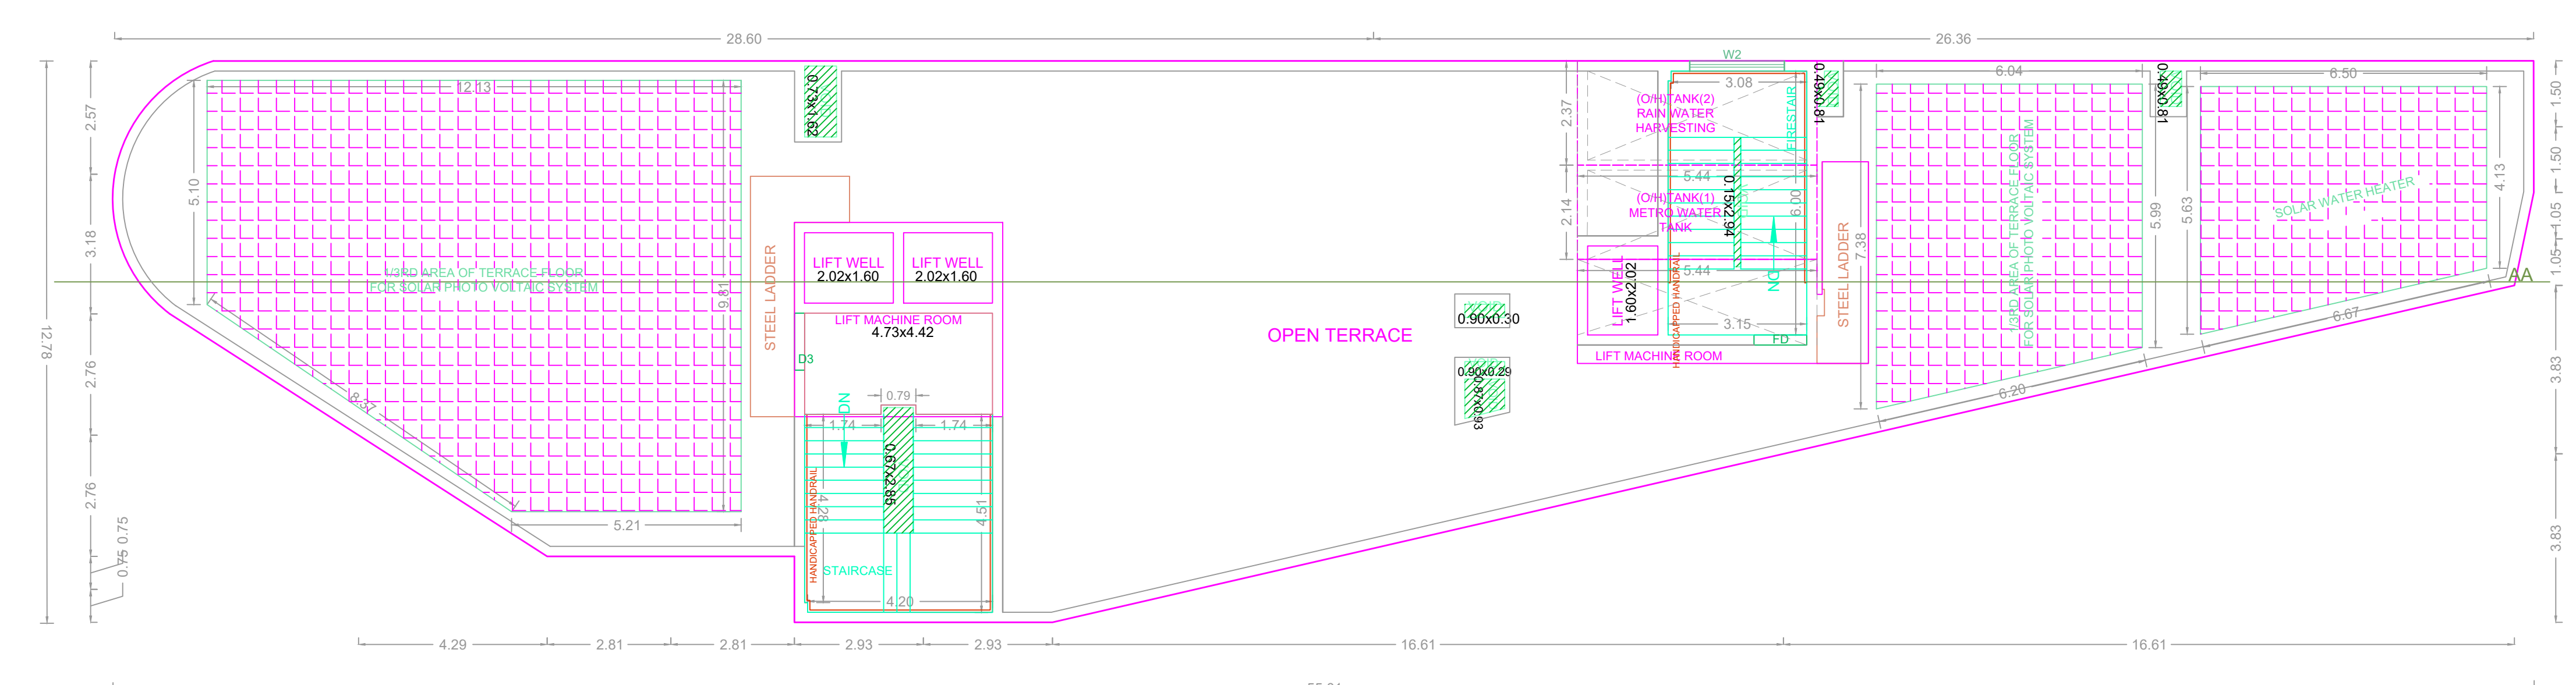 28.60
26.36
W2
12.13
0.73x1.62
3.08
0.49x0.81
6.04
0.49x0.81
6.50
2.57
1.50
(O/H)TANK(2)
RAIN WATER
HARVESTING
FIRESTAIR
2.37
1/3RD AREA OF TERRACE FLOOR
FOR SOLAR PHOTO VOLTAIC SYSTEM
1.50
5.10
5.44
4.13
SOLAR WATER HEATER
(O/H)TANK(1)
METRO WATER
TANK
0.15x2.94
6.00
2.14
5.99
5.63
3.18
1.05
7.38
LIFT WELL
2.02x1.60
LIFT WELL
2.02x1.60
1/3RD AREA OF TERRACE FLOOR
FOR SOLAR PHOTO VOLTAIC SYSTEM
9.81
STEEL LADDER
5.44
1.05
AA
DN
LIFT WELL
1.60x2.02
HANDICAPPED HANDRAIL
STEEL LADDER
LIFT MACHINE ROOM
4.73x4.42
0.90x0.30
3.15
6.67
12.78
OPEN TERRACE
FD
LIFT MACHINE ROOM
D3
2.76
0.90x0.29
0.87x0.93
3.83
6.20
8.37
0.79
DN
1.74
1.74
0.67x2.85
2.76
HANDICAPPED HANDRAIL
4.28
4.51
5.21
0.75
0.75
3.83
STAIRCASE
4.20
4.29
2.81
2.81
2.93
2.93
16.61
16.61